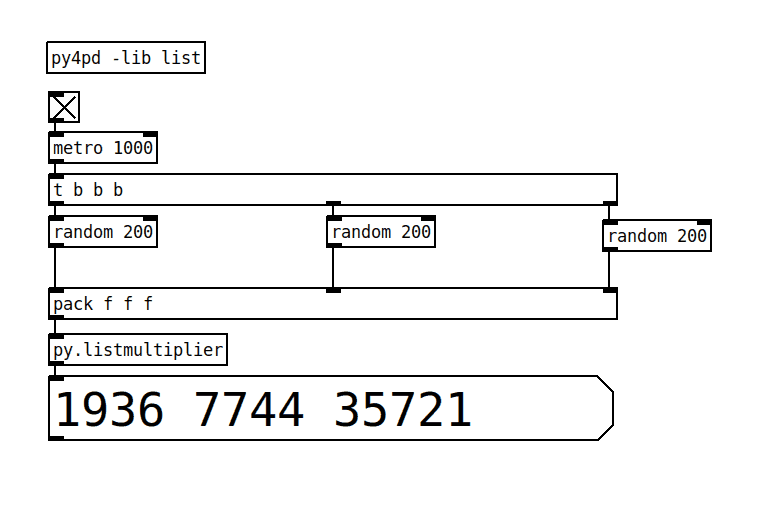 py4pd -lib list
metro 1000
t b b b
random 200
random 200
random 200
pack f f f
py.listmultiplier
1936 7744 35721